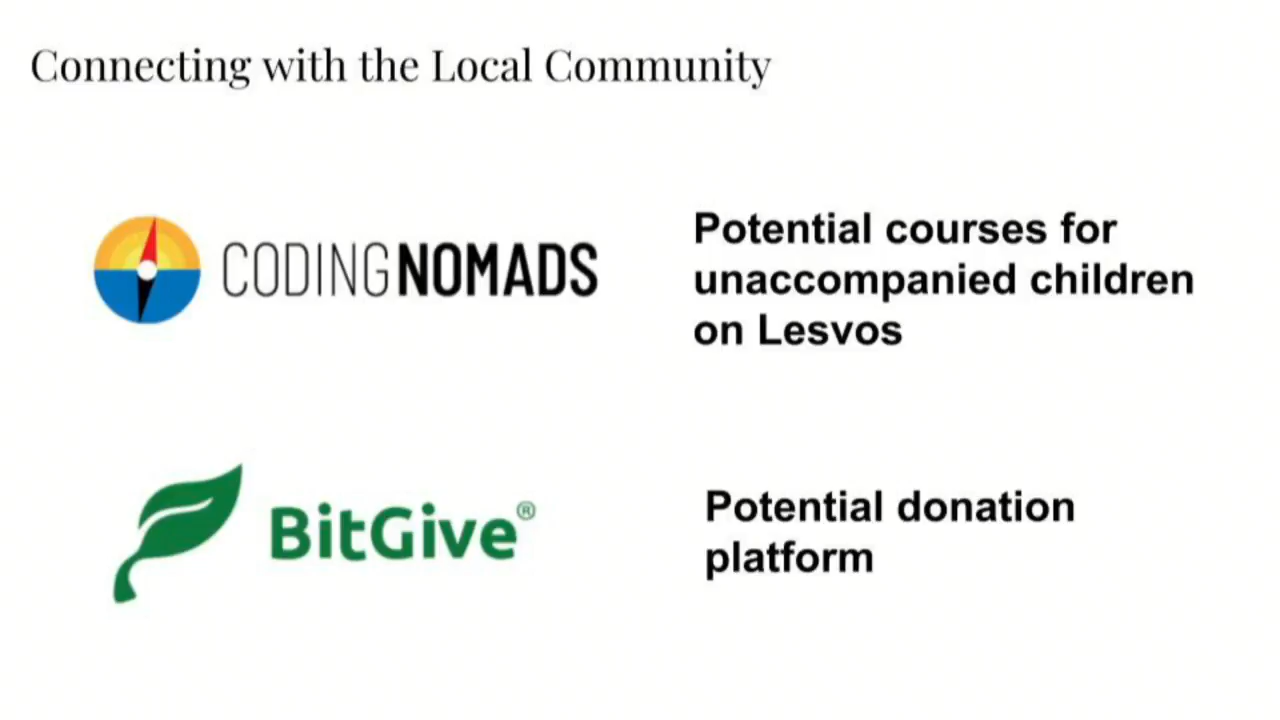 Connecting with the Local Community
CODINGNOMADS
Potential courses for
unaccompanied children
on Lesvos
BitGive®
Potential donation
platform